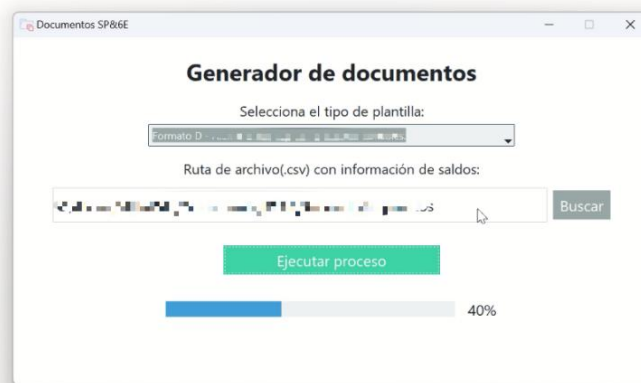 Documentos SP&6E
Generador de documentos
Selecciona el tipo de plantilla:
Formato D -
Ruta de archivo(.csv) con información de saldos:
Buscar
Ejecutar proceso
40%